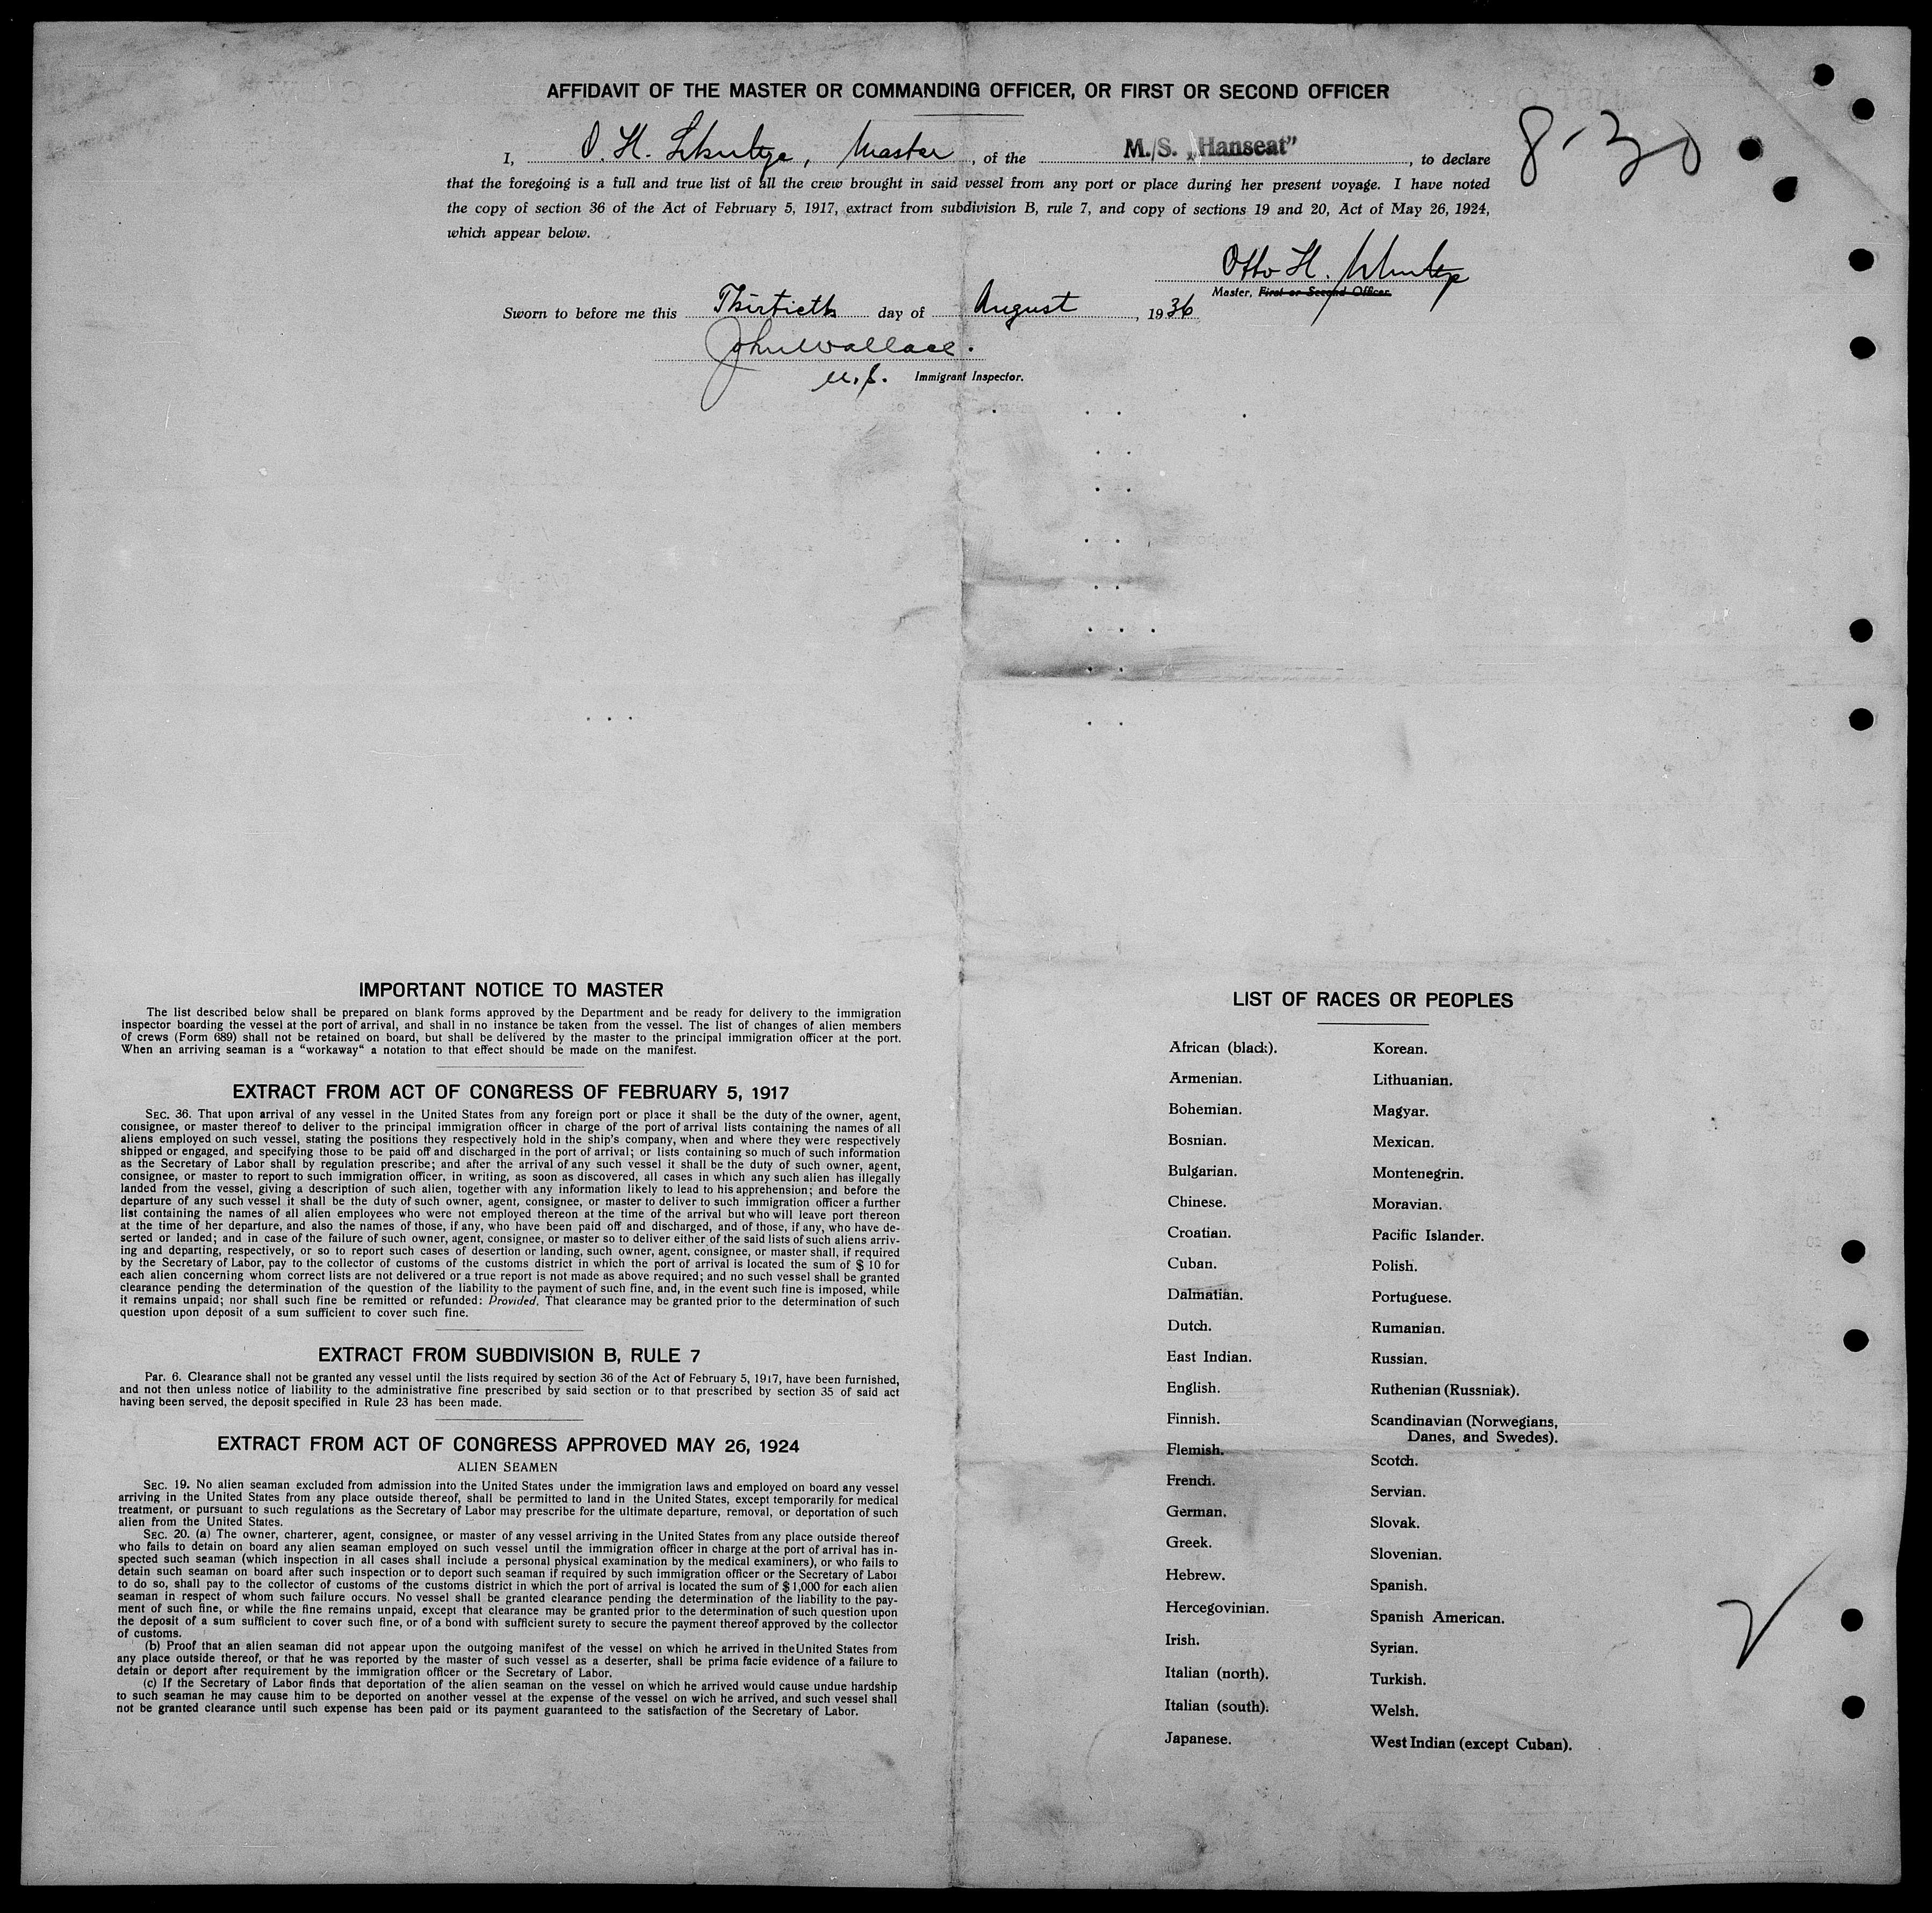 AFFIDAVIT OF THE MASTER OR COMMANDING OFFICER, OR FIRST OR SECOND OFFICER
8-30
I, O. H. Schultze, Master, of the M./S. „Hanseat", to declare
that the foregoing is a full and true list of all the crew brought in said vessel from any port or place during her present voyage. I have noted
the copy of section 36 of the Act of February 5, 1917, extract from subdivision B, rule 7, and copy of sections 19 and 20, Act of May 26, 1924,
which appear below.
Otto H. Schultze
Master, First or Second Officer.
Sworn to before me this Thirtieth day of August, 1936
John Wallace.
U.S. Immigrant Inspector.
IMPORTANT NOTICE TO MASTER
The list described below shall be prepared on blank forms approved by the Department and be ready for delivery to the immigration
inspector boarding the vessel at the port of arrival, and shall in no instance be taken from the vessel. The list of changes of alien members
of crews (Form 689) shall not be retained on board, but shall be delivered by the master to the principal immigration officer at the port.
When an arriving seaman is a "workaway" a notation to that effect should be made on the manifest.
EXTRACT FROM ACT OF CONGRESS OF FEBRUARY 5, 1917
SEC. 36. That upon arrival of any vessel in the United States from any foreign port or place it shall be the duty of the owner, agent,
consignee, or master thereof to deliver to the principal immigration officer in charge of the port of arrival lists containing the names of all
aliens employed on such vessel, stating the positions they respectively hold in the ship's company, when and where they were respectively
shipped or engaged, and specifying those to be paid off and discharged in the port of arrival; or lists containing so much of such information
as the Secretary of Labor shall by regulation prescribe; and after the arrival of any such vessel it shall be the duty of such owner, agent,
consignee, or master to report to such immigration officer, in writing, as soon as discovered, all cases in which any such alien has illegally
landed from the vessel, giving a description of such alien, together with any information likely to lead to his apprehension; and before the
departure of any such vessel it shall be the duty of such owner, agent, consignee, or master to deliver to such immigration officer a further
list containing the names of all alien employees who were not employed thereon at the time of the arrival but who will leave port thereon
at the time of her departure, and also the names of those, if any, who have been paid off and discharged, and of those, if any, who have de-
serted or landed; and in case of the failure of such owner, agent, consignee, or master so to deliver either of the said lists of such aliens arriv-
ing and departing, respectively, or so to report such cases of desertion or landing, such owner, agent, consignee, or master shall, if required
by the Secretary of Labor, pay to the collector of customs of the customs district in which the port of arrival is located the sum of $ 10 for
each alien concerning whom correct lists are not delivered or a true report is not made as above required; and no such vessel shall be granted
clearance pending the determination of the question of the liability to the payment of such fine, and, in the event such fine is imposed, while
it remains unpaid; nor shall such fine be remitted or refunded: Provided, That clearance may be granted prior to the determination of such
question upon deposit of a sum sufficient to cover such fine.
EXTRACT FROM SUBDIVISION B, RULE 7
Par. 6. Clearance shall not be granted any vessel until the lists required by section 36 of the Act of February 5, 1917, have been furnished,
and not then unless notice of liability to the administrative fine prescribed by said section or to that prescribed by section 35 of said act
having been served, the deposit specified in Rule 23 has been made.
EXTRACT FROM ACT OF CONGRESS APPROVED MAY 26, 1924
ALIEN SEAMEN
SEC. 19. No alien seaman excluded from admission into the United States under the immigration laws and employed on board any vessel
arriving in the United States from any place outside thereof, shall be permitted to land in the United States, except temporarily for medical
treatment, or pursuant to such regulations as the Secretary of Labor may prescribe for the ultimate departure, removal, or deportation of such
alien from the United States.
SEC. 20. (a) The owner, charterer, agent, consignee, or master of any vessel arriving in the United States from any place outside thereof
who fails to detain on board any alien seaman employed on such vessel until the immigration officer in charge at the port of arrival has in-
spected such seaman (which inspection in all cases shall include a personal physical examination by the medical examiners), or who fails to
detain such seaman on board after such inspection or to deport such seaman if required by such immigration officer or the Secretary of Labor
to do so, shall pay to the collector of customs of the customs district in which the port of arrival is located the sum of $ 1,000 for each alien
seaman in respect of whom such failure occurs. No vessel shall be granted clearance pending the determination of the liability to the pay-
ment of such fine, or while the fine remains unpaid, except that clearance may be granted prior to the determination of such question upon
the deposit of a sum sufficient to cover such fine, or of a bond with sufficient surety to secure the payment thereof approved by the collector
of customs.
(b) Proof that an alien seaman did not appear upon the outgoing manifest of the vessel on which he arrived in theUnited States from
any place outside thereof, or that he was reported by the master of such vessel as a deserter, shall be prima facie evidence of a failure to
detain or deport after requirement by the immigration officer or the Secretary of Labor.
(c) If the Secretary of Labor finds that deportation of the alien seaman on the vessel on which he arrived would cause undue hardship
to such seaman he may cause him to be deported on another vessel at the expense of the vessel on wich he arrived, and such vessel shall
not be granted clearance until such expense has been paid or its payment guaranteed to the satisfaction of the Secretary of Labor.
LIST OF RACES OR PEOPLES
African (black).
Armenian.
Bohemian.
Bosnian.
Bulgarian.
Chinese.
Croatian.
Cuban.
Dalmatian.
Dutch.
East Indian.
English.
Finnish.
Flemish.
French.
German.
Greek.
Hebrew.
Hercegovinian.
Irish.
Italian (north).
Italian (south).
Japanese.
Korean.
Lithuanian.
Magyar.
Mexican.
Montenegrin.
Moravian.
Pacific Islander.
Polish.
Portuguese.
Rumanian.
Russian.
Ruthenian (Russniak).
Scandinavian (Norwegians,
Danes, and Swedes).
Scotch.
Servian.
Slovak.
Slovenian.
Spanish.
Spanish American.
Syrian.
Turkish.
Welsh.
West Indian (except Cuban).